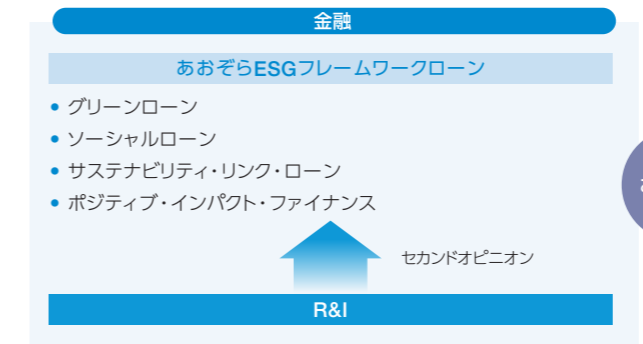 金融
あおぞらESGフレームワークローン
• グリーンローン
• ソーシャルローン
• サステナビリティ・リンク・ローン
• ポジティブ・インパクト・ファイナンス
セカンドオピニオン
R&I